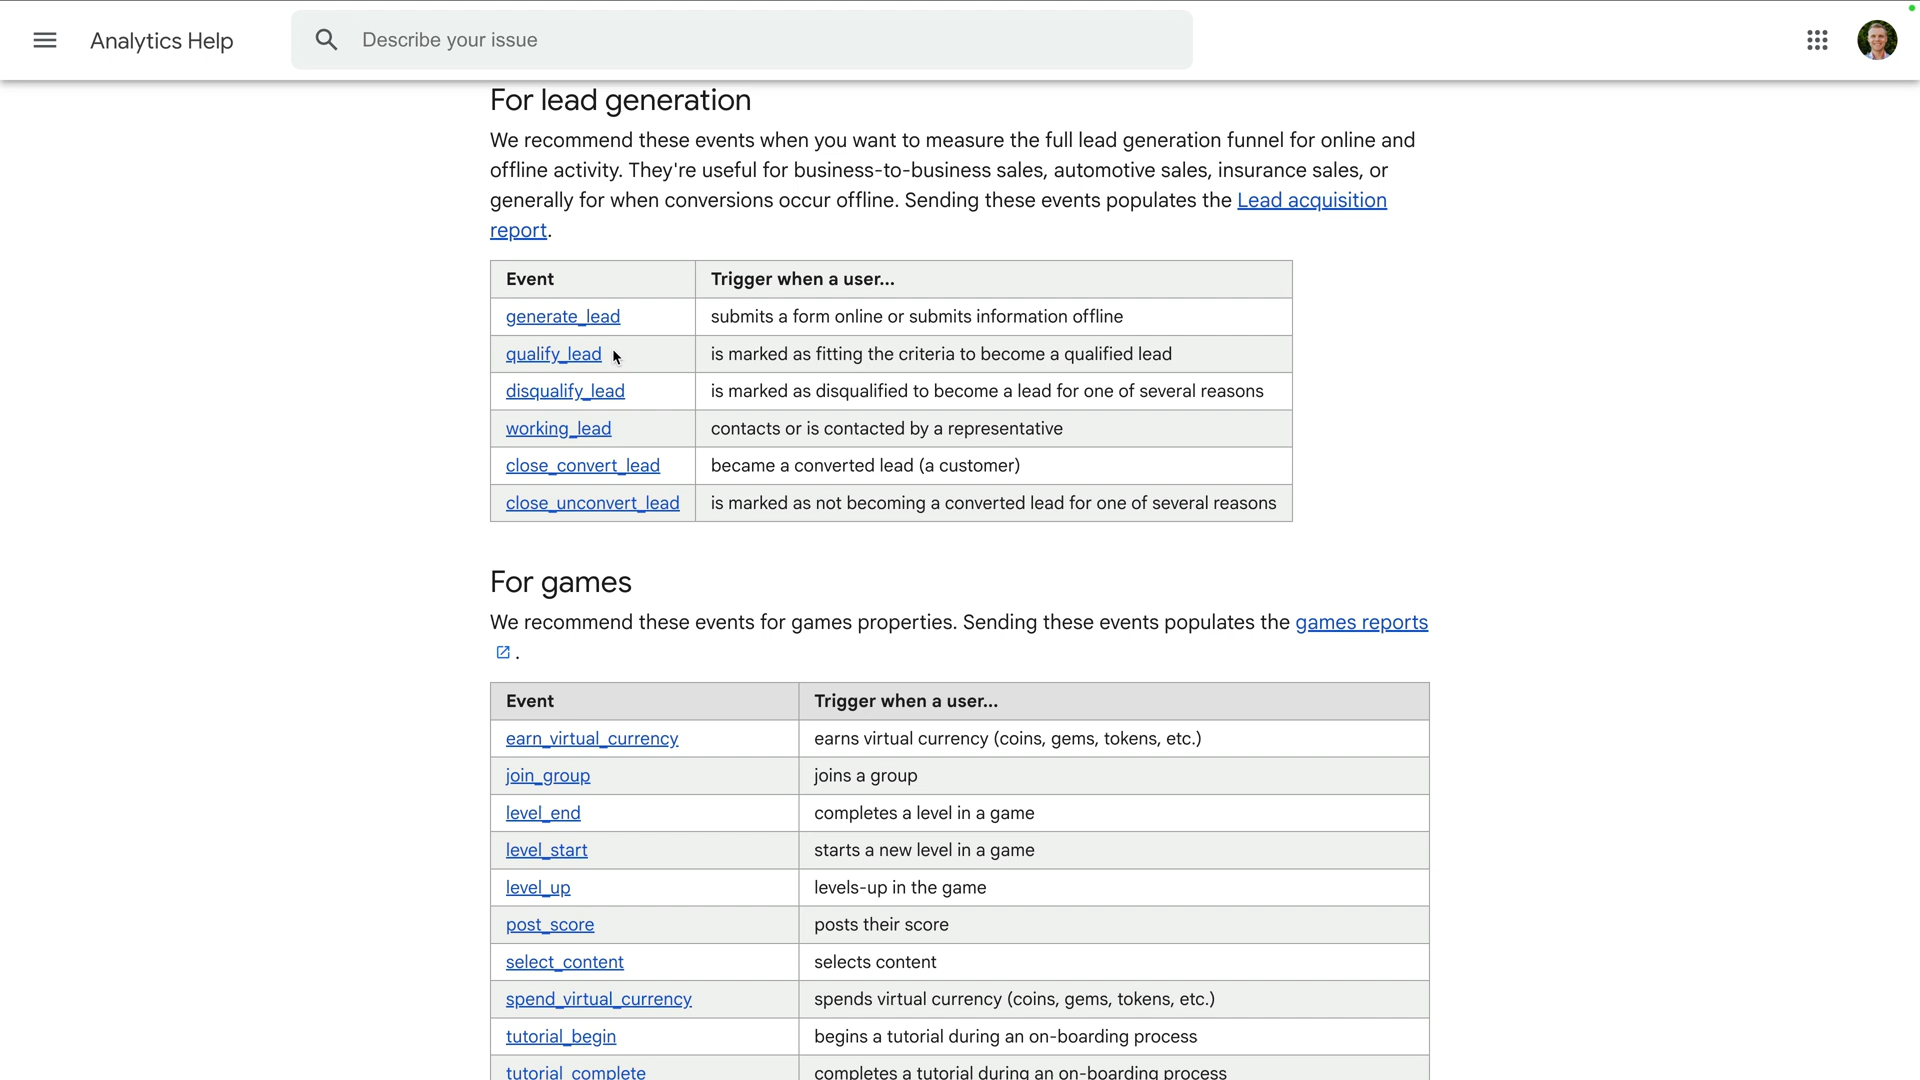 Analytics Help
Describe your issue
For lead generation
We recommend these events when you want to measure the full lead generation funnel for online and
offline activity. They're useful for business-to-business sales, automotive sales, insurance sales, or
generally for when conversions occur offline. Sending these events populates the Lead acquisition
report.
Event Trigger when a user...
generate_lead submits a form online or submits information offline
qualify_lead is marked as fitting the criteria to become a qualified lead
disqualify_lead is marked as disqualified to become a lead for one of several reasons
working_lead contacts or is contacted by a representative
close_convert_lead became a converted lead (a customer)
close_unconvert_lead is marked as not becoming a converted lead for one of several reasons
For games
We recommend these events for games properties. Sending these events populates the games reports
.
Event Trigger when a user...
earn_virtual_currency earns virtual currency (coins, gems, tokens, etc.)
join_group joins a group
level_end completes a level in a game
level_start starts a new level in a game
level_up levels-up in the game
post_score posts their score
select_content selects content
spend_virtual_currency spends virtual currency (coins, gems, tokens, etc.)
tutorial_begin begins a tutorial during an on-boarding process
tutorial_complete completes a tutorial during an on-boarding process